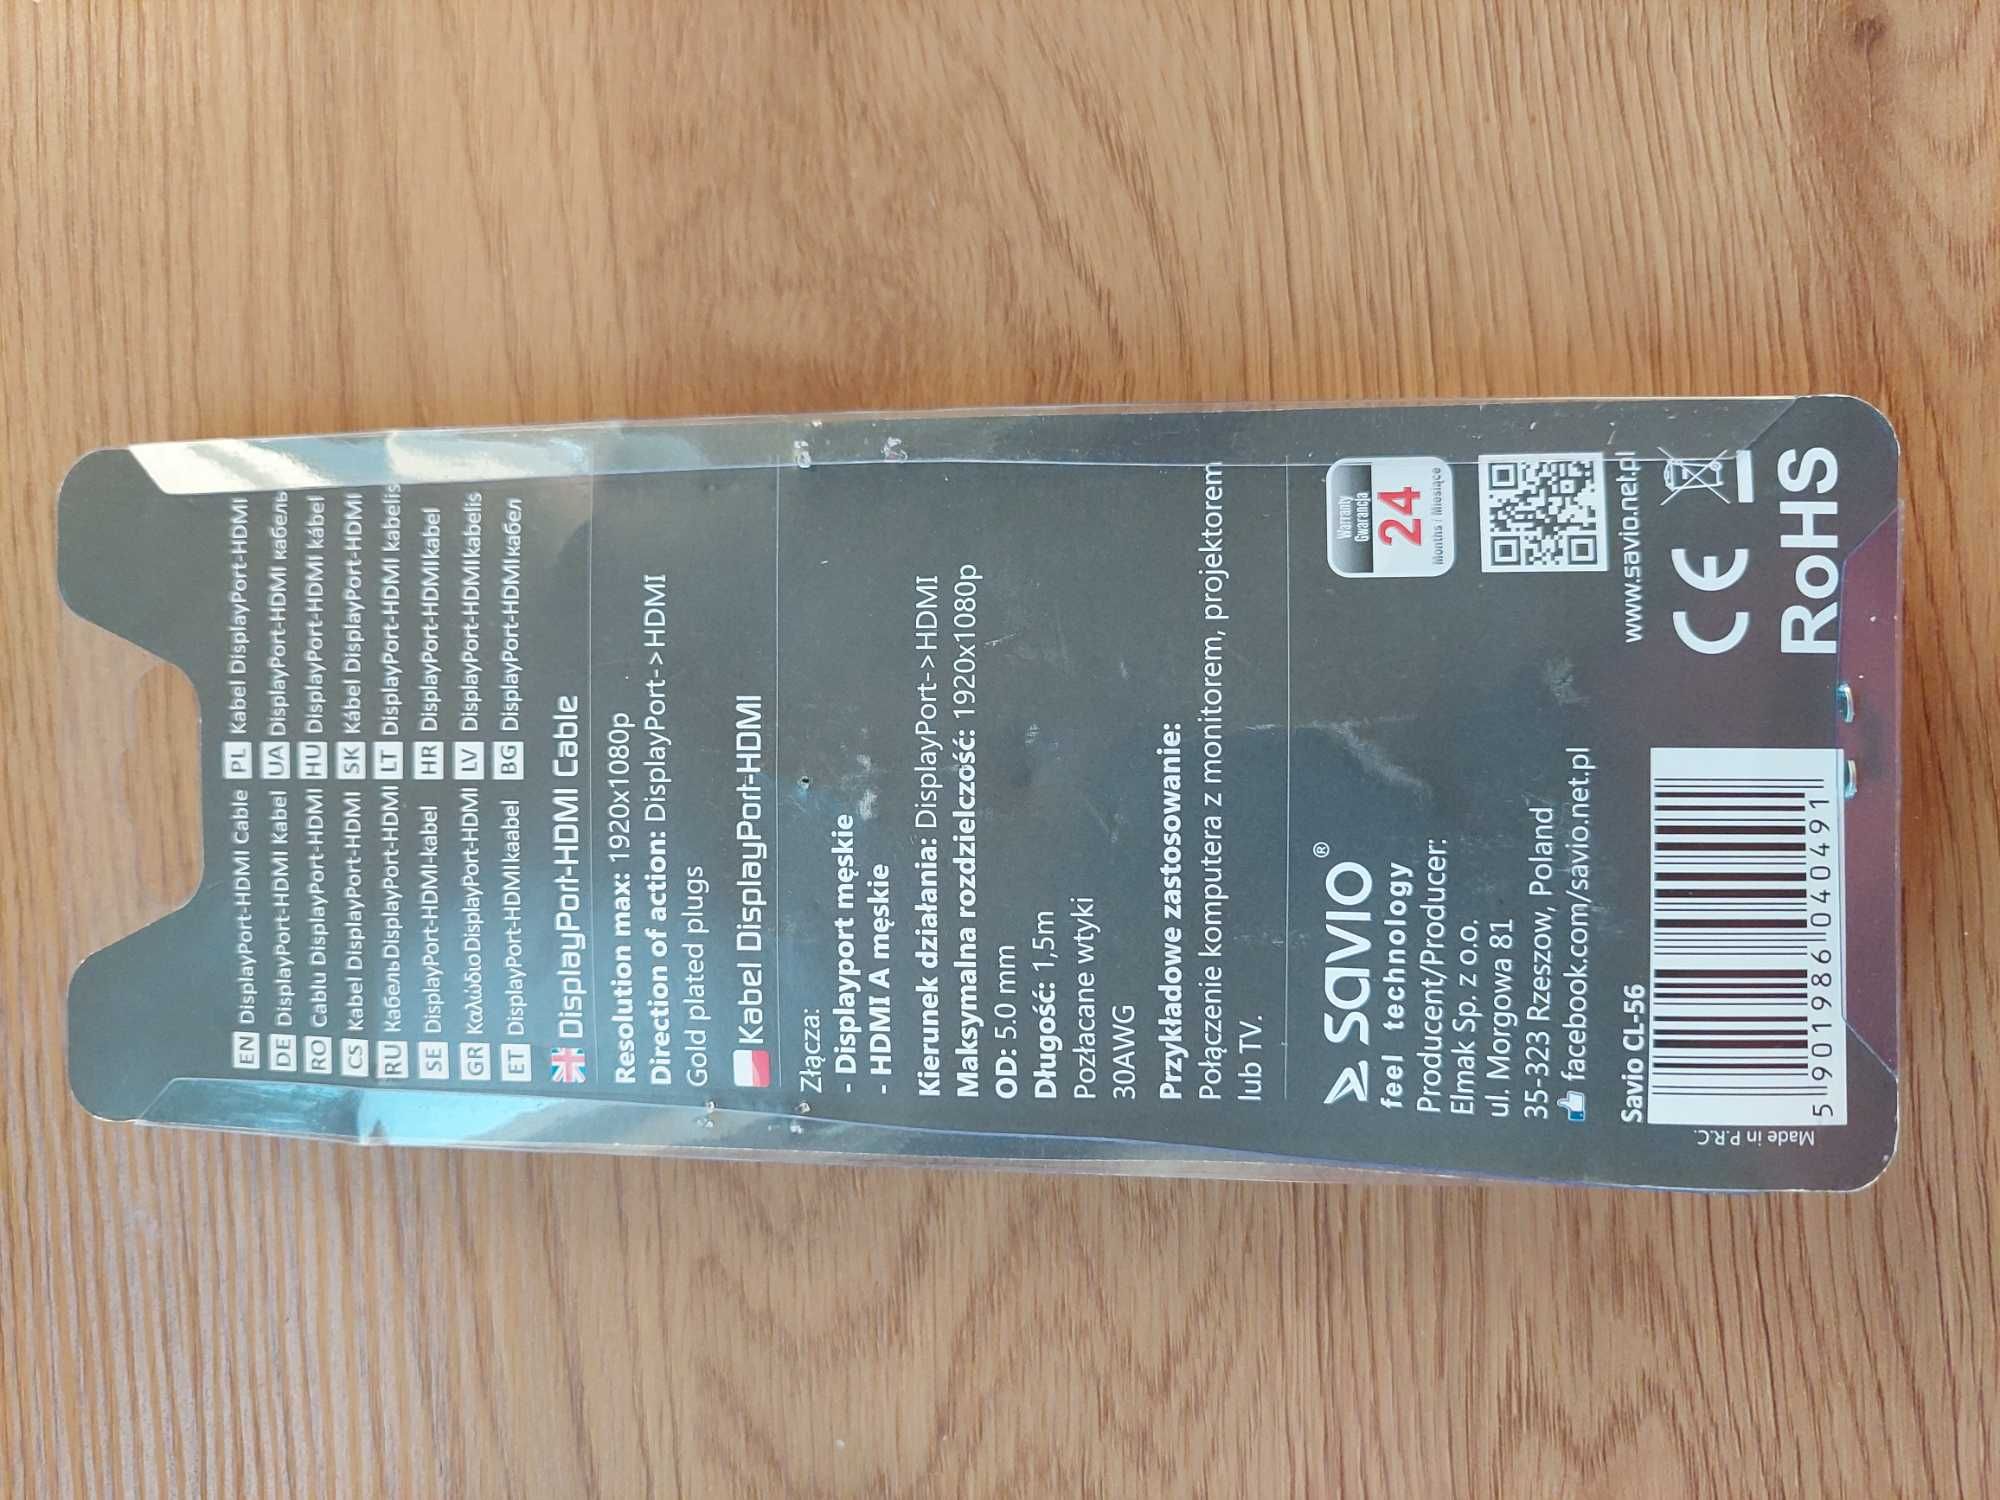 EN DisplayPort-HDMI Cable PL Kabel DisplayPort-HDMI
DE DisplayPort-HDMI Kabel UA DisplayPort-HDMI кабель
RO Cablu DisplayPort-HDMI HU DisplayPort-HDMI kábel
CS Kabel DisplayPort-HDMI SK Kábel DisplayPort-HDMI
RU Кабель DisplayPort-HDMI LT DisplayPort-HDMI kabelis
SE DisplayPort-HDMI-kabel HR DisplayPort-HDMI kabel
GR Καλώδιο DisplayPort-HDMI LV DisplayPort-HDMI kabelis
ET DisplayPort-HDMI kaabel BG DisplayPort-HDMI кабел
DisplayPort-HDMI Cable
Resolution max: 1920x1080p
Direction of action: DisplayPort->HDMI
Gold plated plugs
Kabel DisplayPort-HDMI
Złącza:
- Displayport męskie
- HDMI A męskie
Kierunek działania: DisplayPort->HDMI
Maksymalna rozdzielczość: 1920x1080p
OD: 5.0 mm
Długość: 1,5m
Pozłacane wtyki
30AWG
Przykładowe zastosowanie:
Połączenie komputera z monitorem, projektorem
lub TV.
savio®
feel technology
Producent/Producer:
Elmak Sp. z o.o.
ul. Morgowa 81
35-323 Rzeszow, Poland
facebook.com/savio.net.pl
Warranty
Gwarancja
24
Months / Miesiące
www.savio.net.pl
Savio CL-56
5 901986 040491
Made in P.R.C.
CE
RoHS